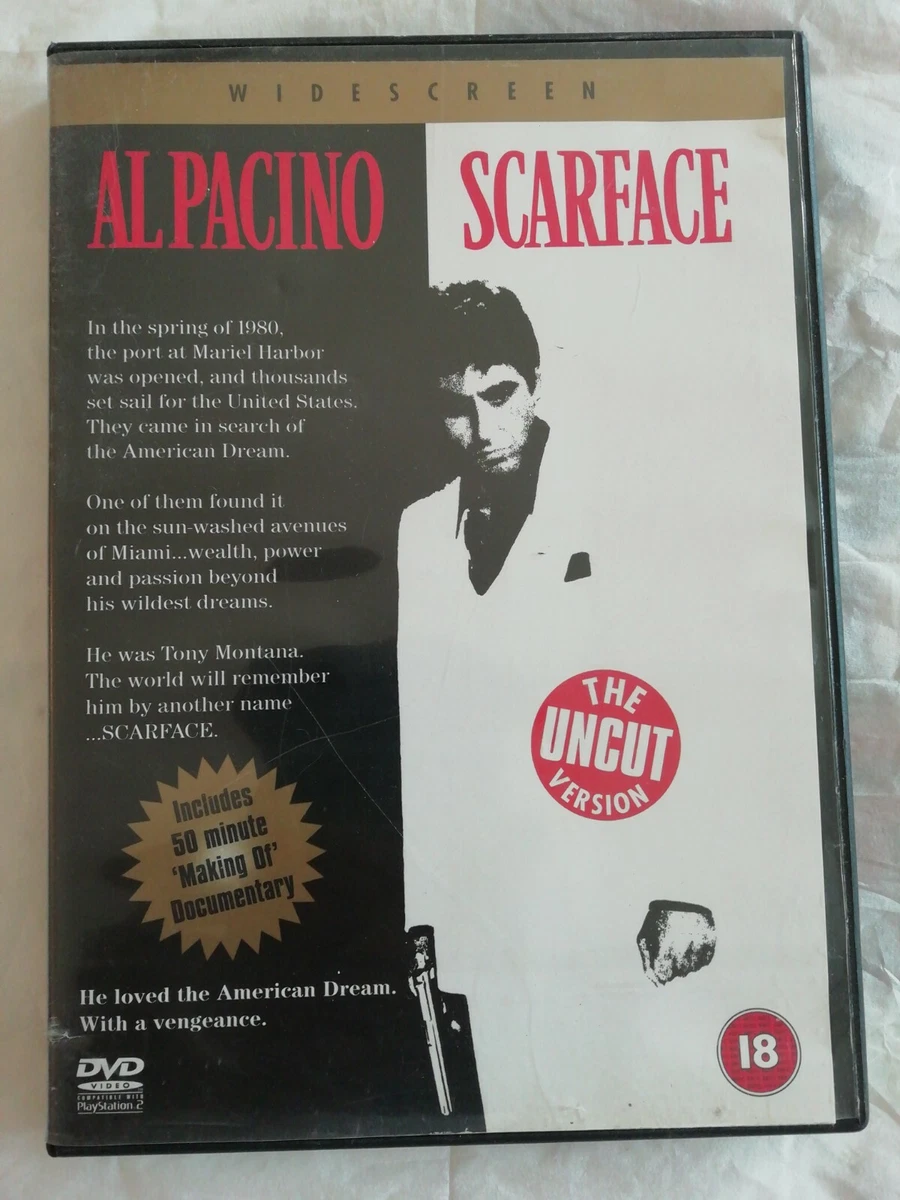 WIDESCREEN
AL PACINO
SCARFACE
In the spring of 1980,
the port at Mariel Harbor
was opened, and thousands
set sail for the United States.
They came in search of
the American Dream.
One of them found it
on the sun-washed avenues
of Miami...wealth, power
and passion beyond
his wildest dreams.
He was Tony Montana.
The world will remember
him by another name
...SCARFACE.
THE
UNCUT
VERSION
Includes
50 minute
'Making Of'
Documentary
He loved the American Dream.
With a vengeance.
DVD
VIDEO
COMPATIBLE WITH
PlayStation 2
18